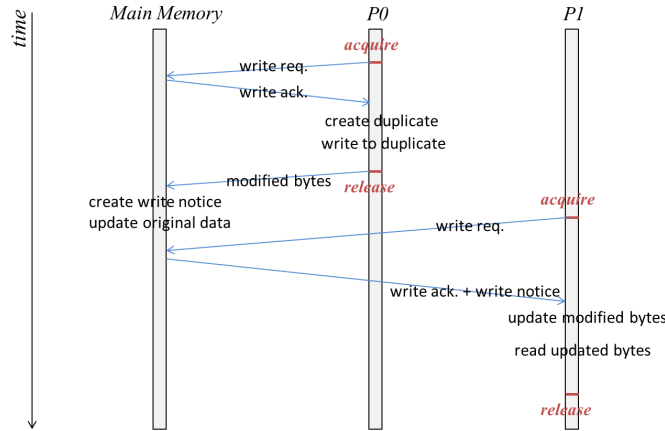 Main Memory
P0
P1
time
acquire
write req.
write ack.
create duplicate
write to duplicate
modified bytes
release
create write notice
update original data
acquire
write req.
write ack. + write notice
update modified bytes
read updated bytes
release